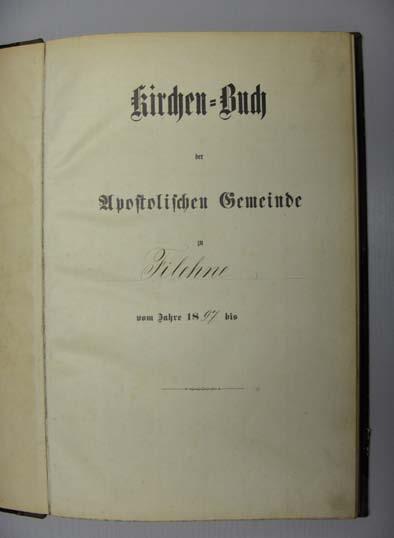 Kirchen=Buch
der
Apostolischen Gemeinde
zu
Filehne
vom Jahre 1897 bis